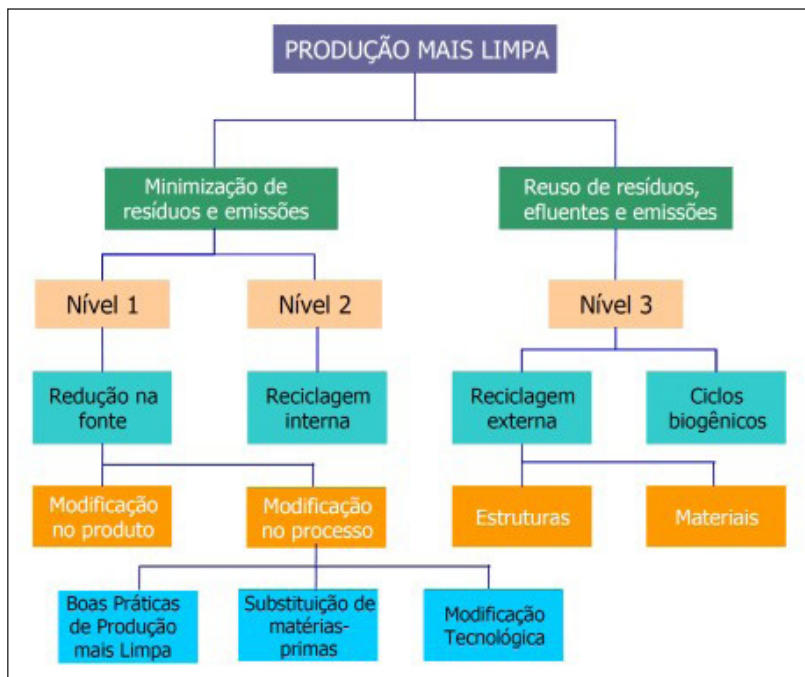 PRODUÇÃO MAIS LIMPA
Minimização de
resíduos e emissões
Reuso de resíduos,
efluentes e emissões
Nível 1
Nível 2
Nível 3
Redução na
fonte
Reciclagem
interna
Reciclagem
externa
Ciclos
biogênicos
Modificação
no produto
Modificação
no processo
Estruturas
Materiais
Boas Práticas
de Produção
mais Limpa
Substituição de
matérias-
primas
Modificação
Tecnológica